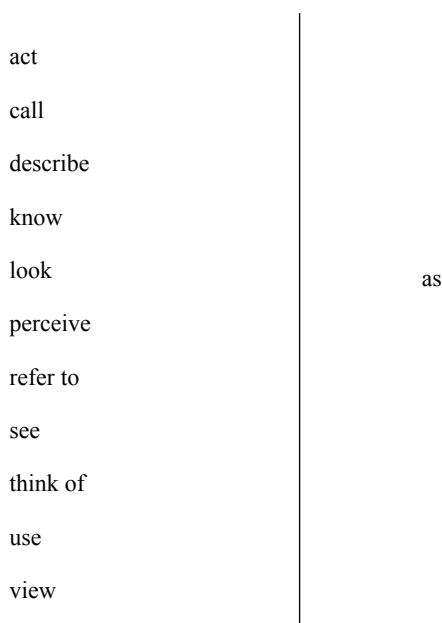 act
call
describe
know
look
as
perceive
refer to
see
think of
use
view